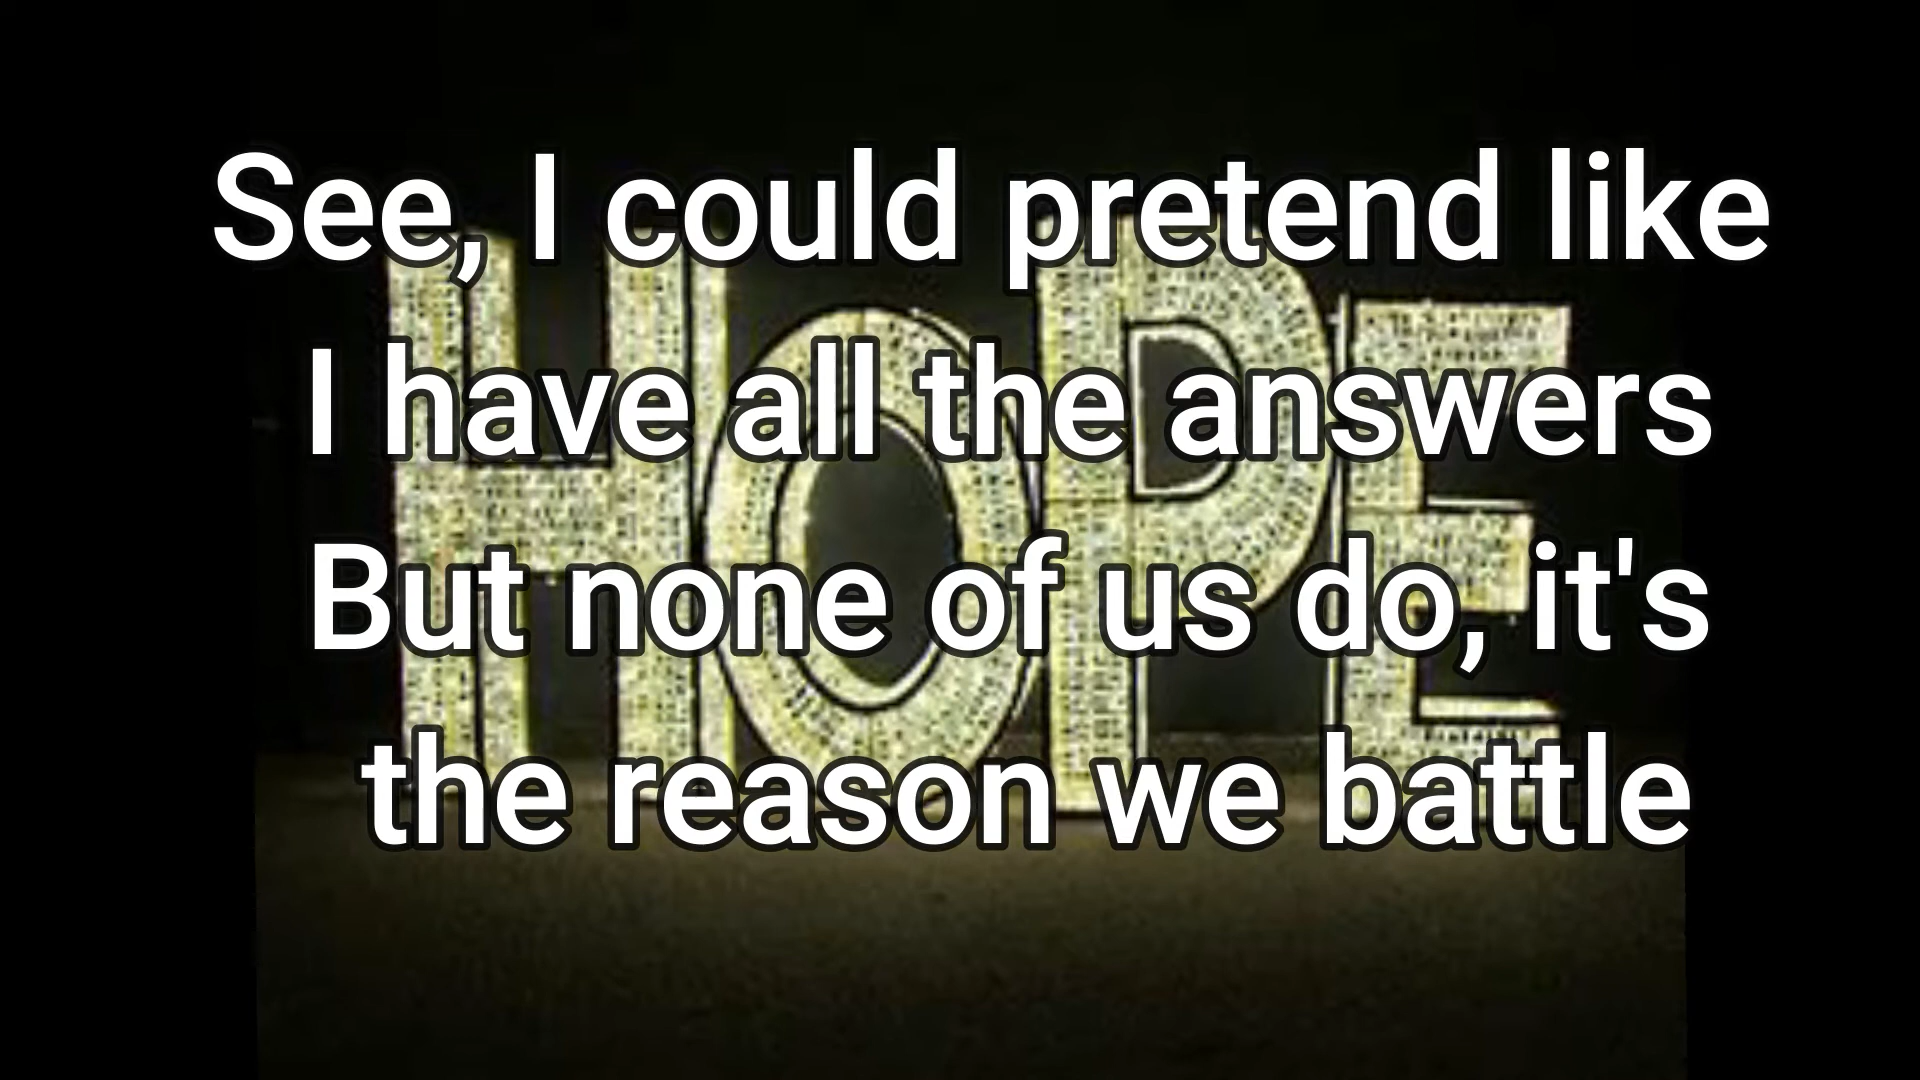 See, I could pretend like
I have all the answers
But none of us do, it's
the reason we battle
HOPE